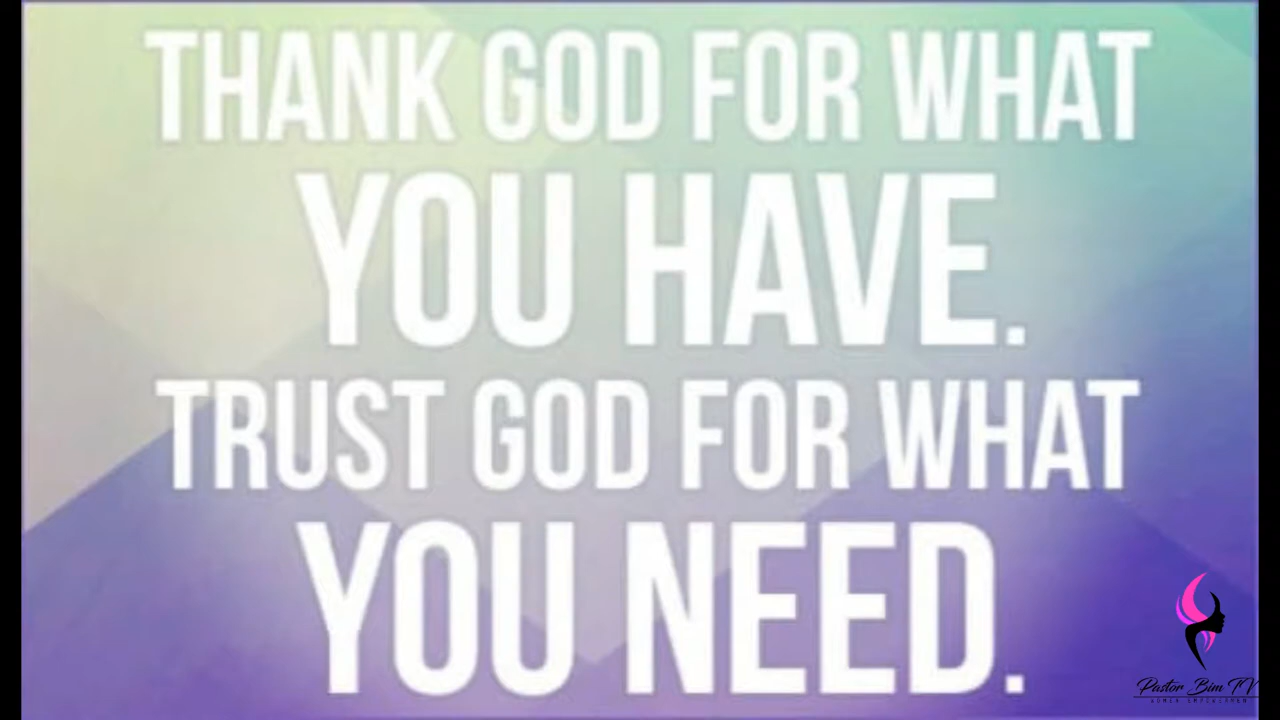 THANK GOD FOR WHAT
YOU HAVE.
TRUST GOD FOR WHAT
YOU NEED.
Pastor Bim TV